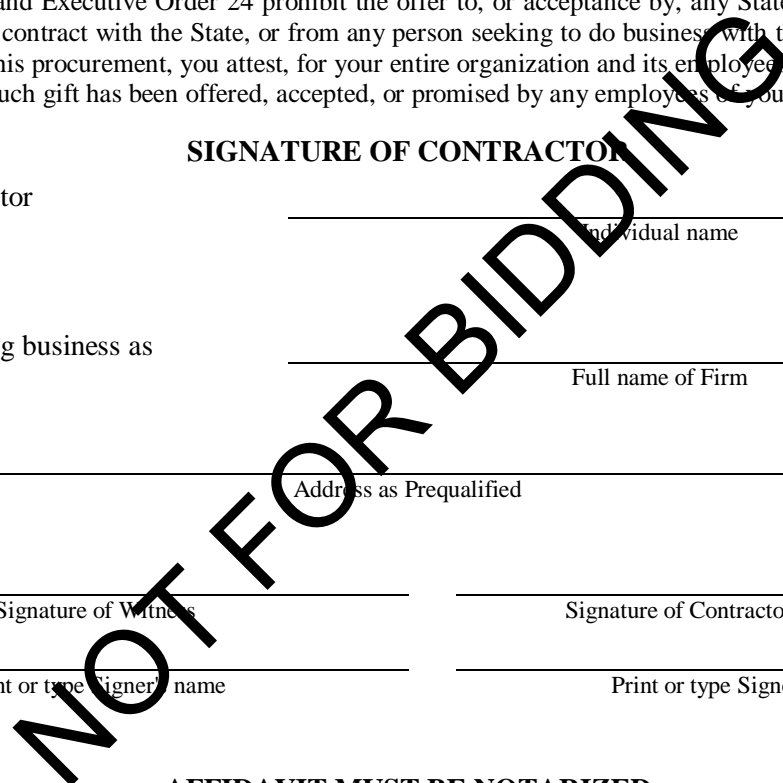 and Executive Order 24 prohibit the offer to, or acceptance by, any State
contract with the State, or from any person seeking to do business with t
his procurement, you attest, for your entire organization and its employee
uch gift has been offered, accepted, or promised by any employees of you
SIGNATURE OF CONTRACTOR
tor
Individual name
g business as
Full name of Firm
Address as Prequalified
Signature of Witness
Signature of Contracto
nt or type Signer's name
Print or type Signe
AFFIDAVIT MUST BE NOTARIZED
NOT FOR BIDDING